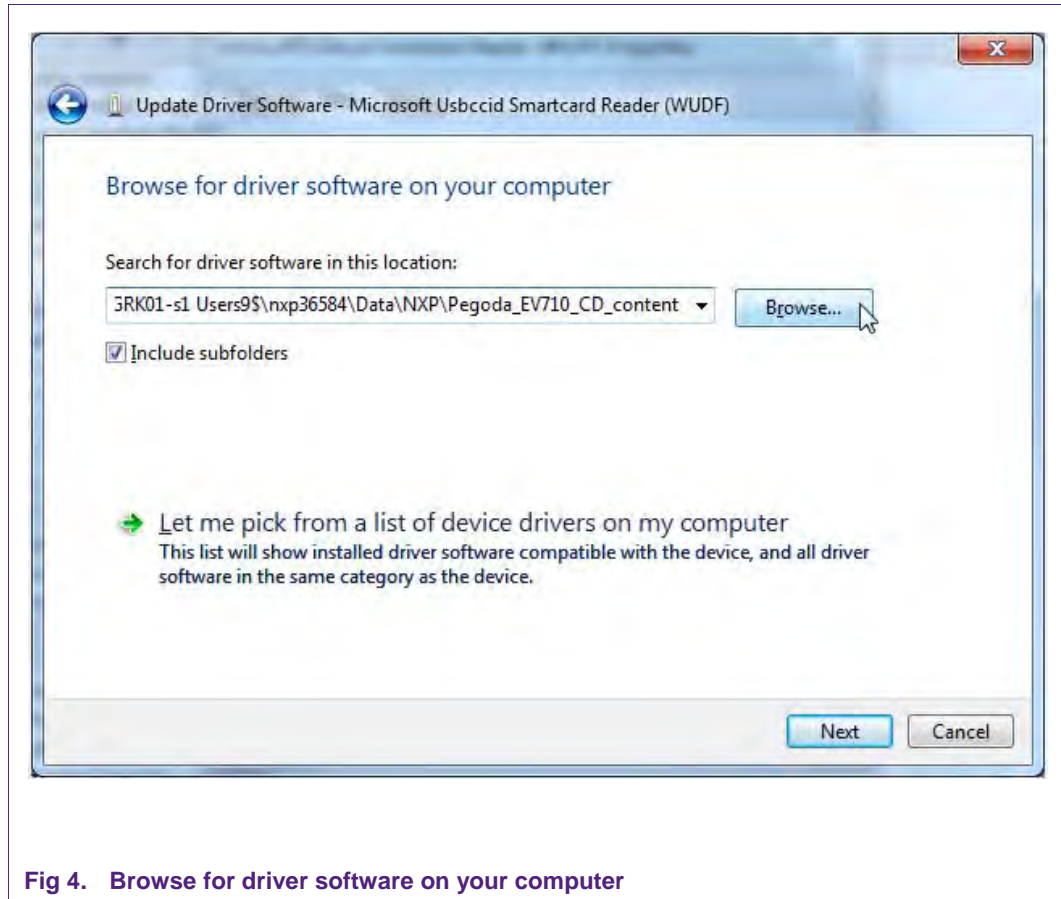 Update Driver Software - Microsoft Usbccid Smartcard Reader (WUDF)
Browse for driver software on your computer
Search for driver software in this location:
GRK01-s1 Users9$\nxp36584\Data\NXP\Pegoda_EV710_CD_content
Browse...
Include subfolders
Let me pick from a list of device drivers on my computer
This list will show installed driver software compatible with the device, and all driver
software in the same category as the device.
Next
Cancel
Fig 4. Browse for driver software on your computer